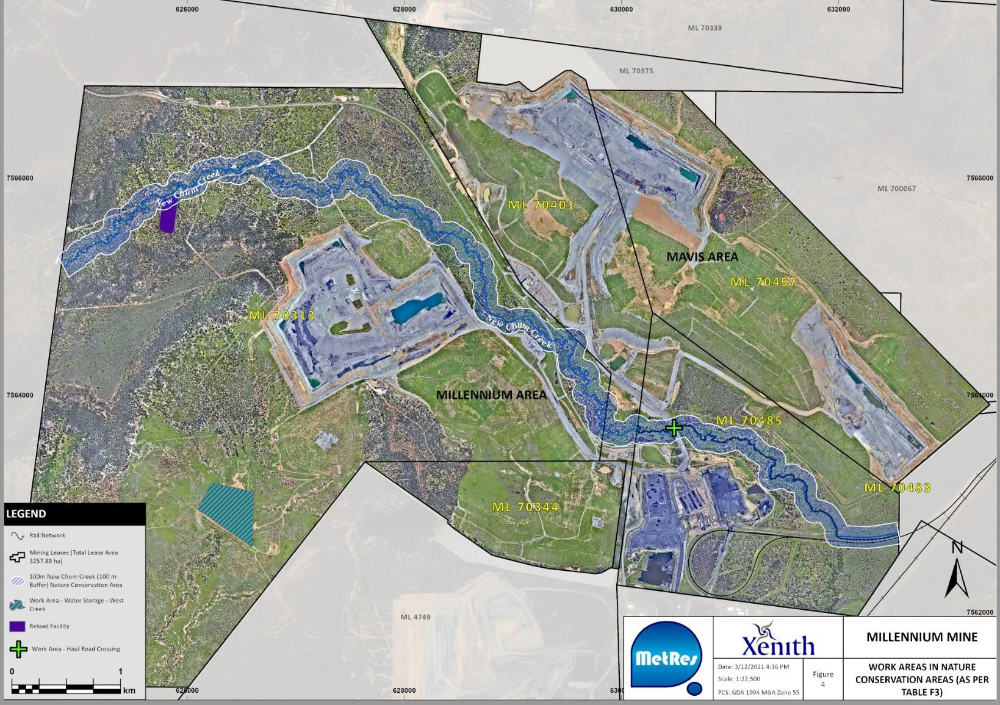 626000
628000
630000
632000
ML 70339
ML 70375
7566000
7566000
ML 700067
New Chum Creek
ML 70401
MAVIS AREA
ML 70457
ML 70313
New Chum Creek
MILLENNIUM AREA
7564000
7564000
ML 70485
ML 70483
ML 70344
LEGEND
Rail Network
Mining Leases (Total Lease Area
3257.89 ha)
100m New Chum Creek (100 m
Buffer) Nature Conservation Area
Work Area - Water Storage - West
Creek
Reload Facility
Work Area - Haul Road Crossing
0 1
km
N
ML 4749
7562000
626000
628000
630
MetRes
Xenith
Date: 3/12/2021 4:36 PM
Scale: 1:22,500
PCS: GDA 1994 MGA Zone 55
Figure
4
MILLENNIUM MINE
WORK AREAS IN NATURE
CONSERVATION AREAS (AS PER
TABLE F3)